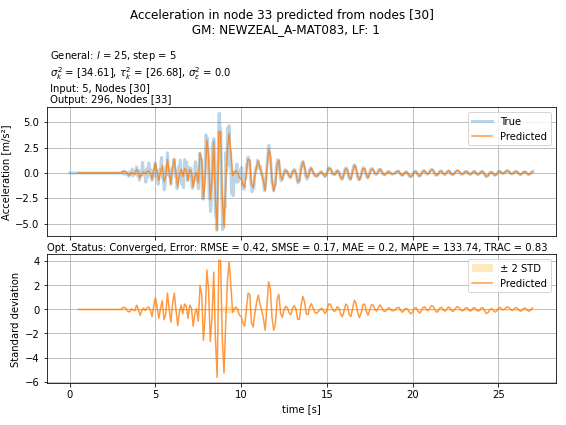 Acceleration in node 33 predicted from nodes [30]
GM: NEWZEAL_A-MAT083, LF: 1
General: l = 25, step = 5
σ²ₖ = [34.61], τ²ₖ = [26.68], σ²ε = 0.0
Input: 5, Nodes [30]
Output: 296, Nodes [33]
Acceleration [m/s²]
5.0
2.5
0.0
−2.5
−5.0
True
Predicted
Opt. Status: Converged, Error: RMSE = 0.42, SMSE = 0.17, MAE = 0.2, MAPE = 133.74, TRAC = 0.83
Standard deviation
4
2
0
−2
−4
−6
± 2 STD
Predicted
0 5 10 15 20 25
time [s]